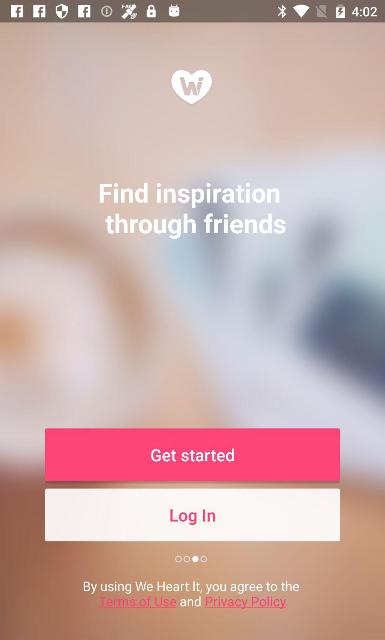 4:02
Wi
Find inspiration
through friends
Get started
Log In
By using We Heart It, you agree to the
Terms of Use and Privacy Policy